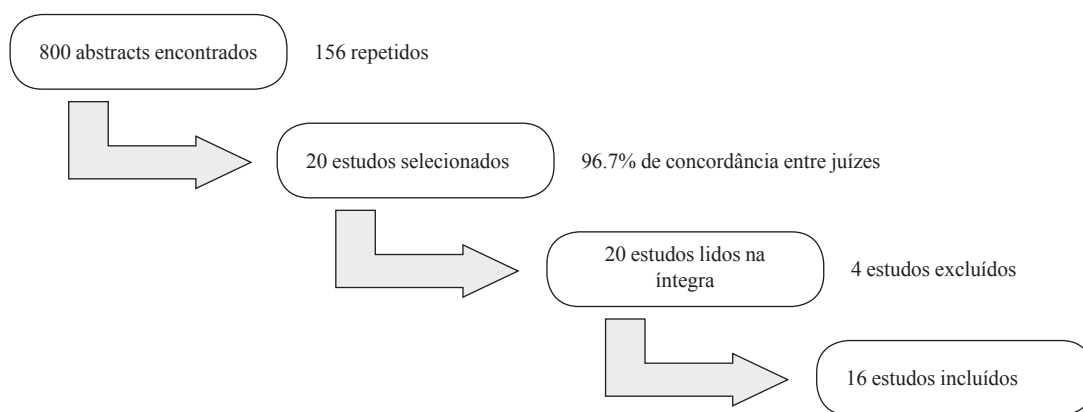 800 abstracts encontrados
156 repetidos
20 estudos selecionados
96.7% de concordância entre juízes
20 estudos lidos na
íntegra
4 estudos excluídos
16 estudos incluídos